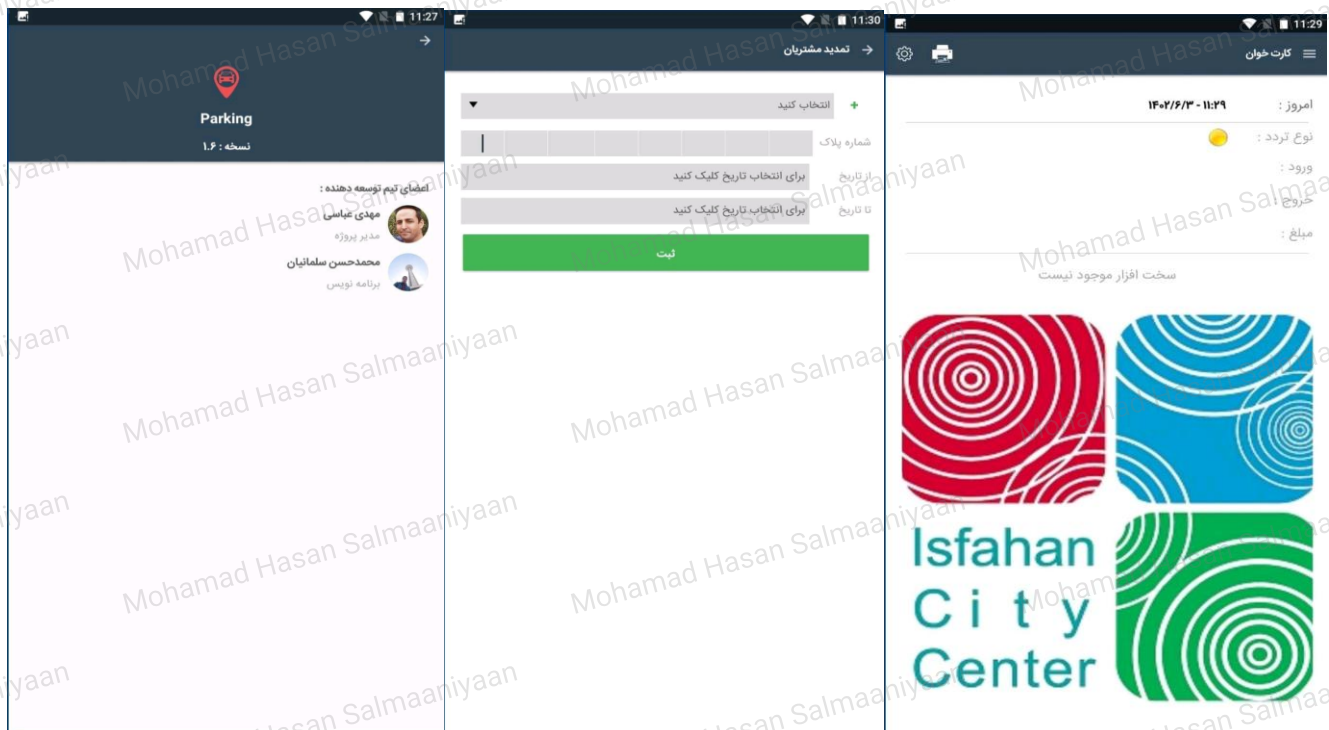 11:27
Parking
نسخه : ۱.۶
اعضای تیم توسعه دهنده :
مهدی عباسی
مدیر پروژه
محمدحسن سلمانیان
برنامه نویس
11:30
تمدید مشتریان
انتخاب کنید
شماره پلاک
از تاریخ
برای انتخاب تاریخ کلیک کنید
تا تاریخ
برای انتخاب تاریخ کلیک کنید
ثبت
11:29
کارت خوان
امروز : ۱۴۰۲/۶/۳ - ۱۱:۲۹
نوع تردد :
ورود :
خروج :
مبلغ :
سخت افزار موجود نیست
Isfahan
City
Center
Mohamad Hasan Salmaaniyaan